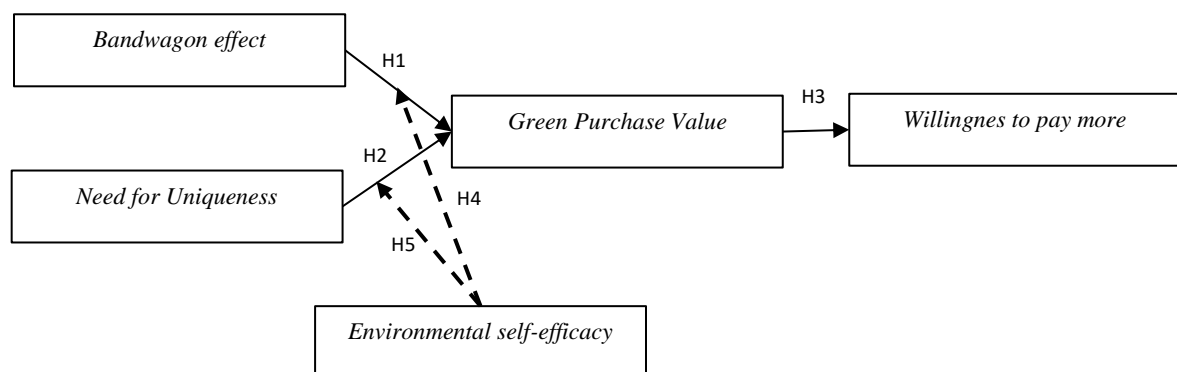 Bandwagon effect
H1
Green Purchase Value
H3
Willingnes to pay more
H2
Need for Uniqueness
H4
H5
Environmental self-efficacy